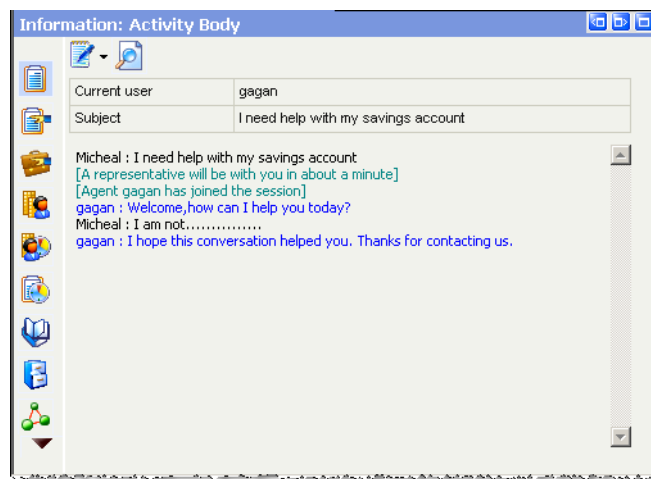 Information: Activity Body
Current user gagan
Subject I need help with my savings account
Micheal : I need help with my savings account
[A representative will be with you in about a minute]
[Agent gagan has joined the session]
gagan : Welcome,how can I help you today?
Micheal : I am not...............
gagan : I hope this conversation helped you. Thanks for contacting us.